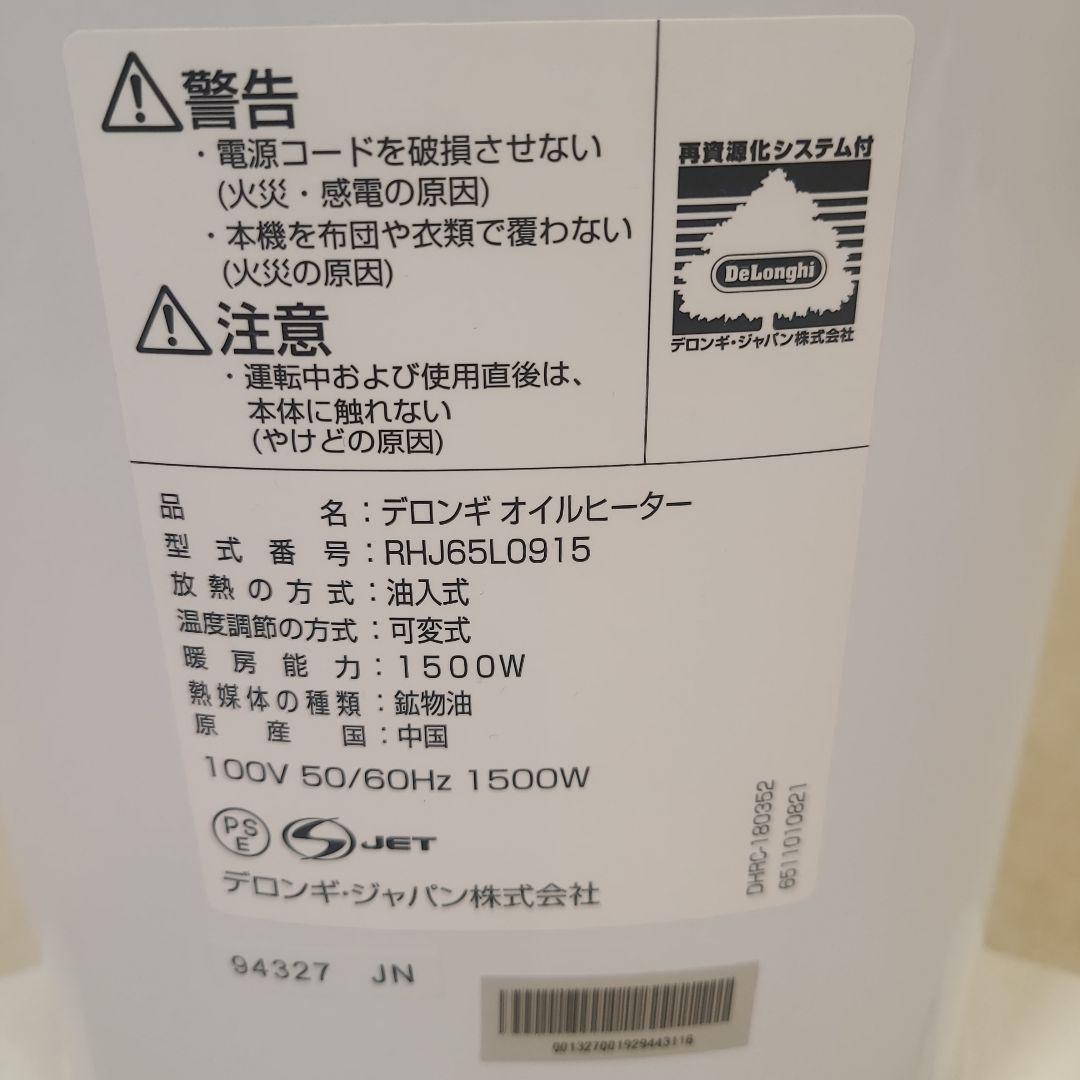 警告
・電源コードを破損させない
(火災・感電の原因)
・本機を布団や衣類で覆わない
(火災の原因)
注意
・運転中および使用直後は、
本体に触れない
(やけどの原因)
再資源化システム付
DeLonghi
デロンギ・ジャパン株式会社
品名：デロンギ オイルヒーター
型式番号：RHJ65L0915
放熱の方式：油入式
温度調節の方式：可変式
暖房能力：1500W
熱媒体の種類：鉱物油
原産国：中国
100V 50/60Hz 1500W
PSE
JET
デロンギ・ジャパン株式会社
DHRC-180352
6511010821
94327 JN